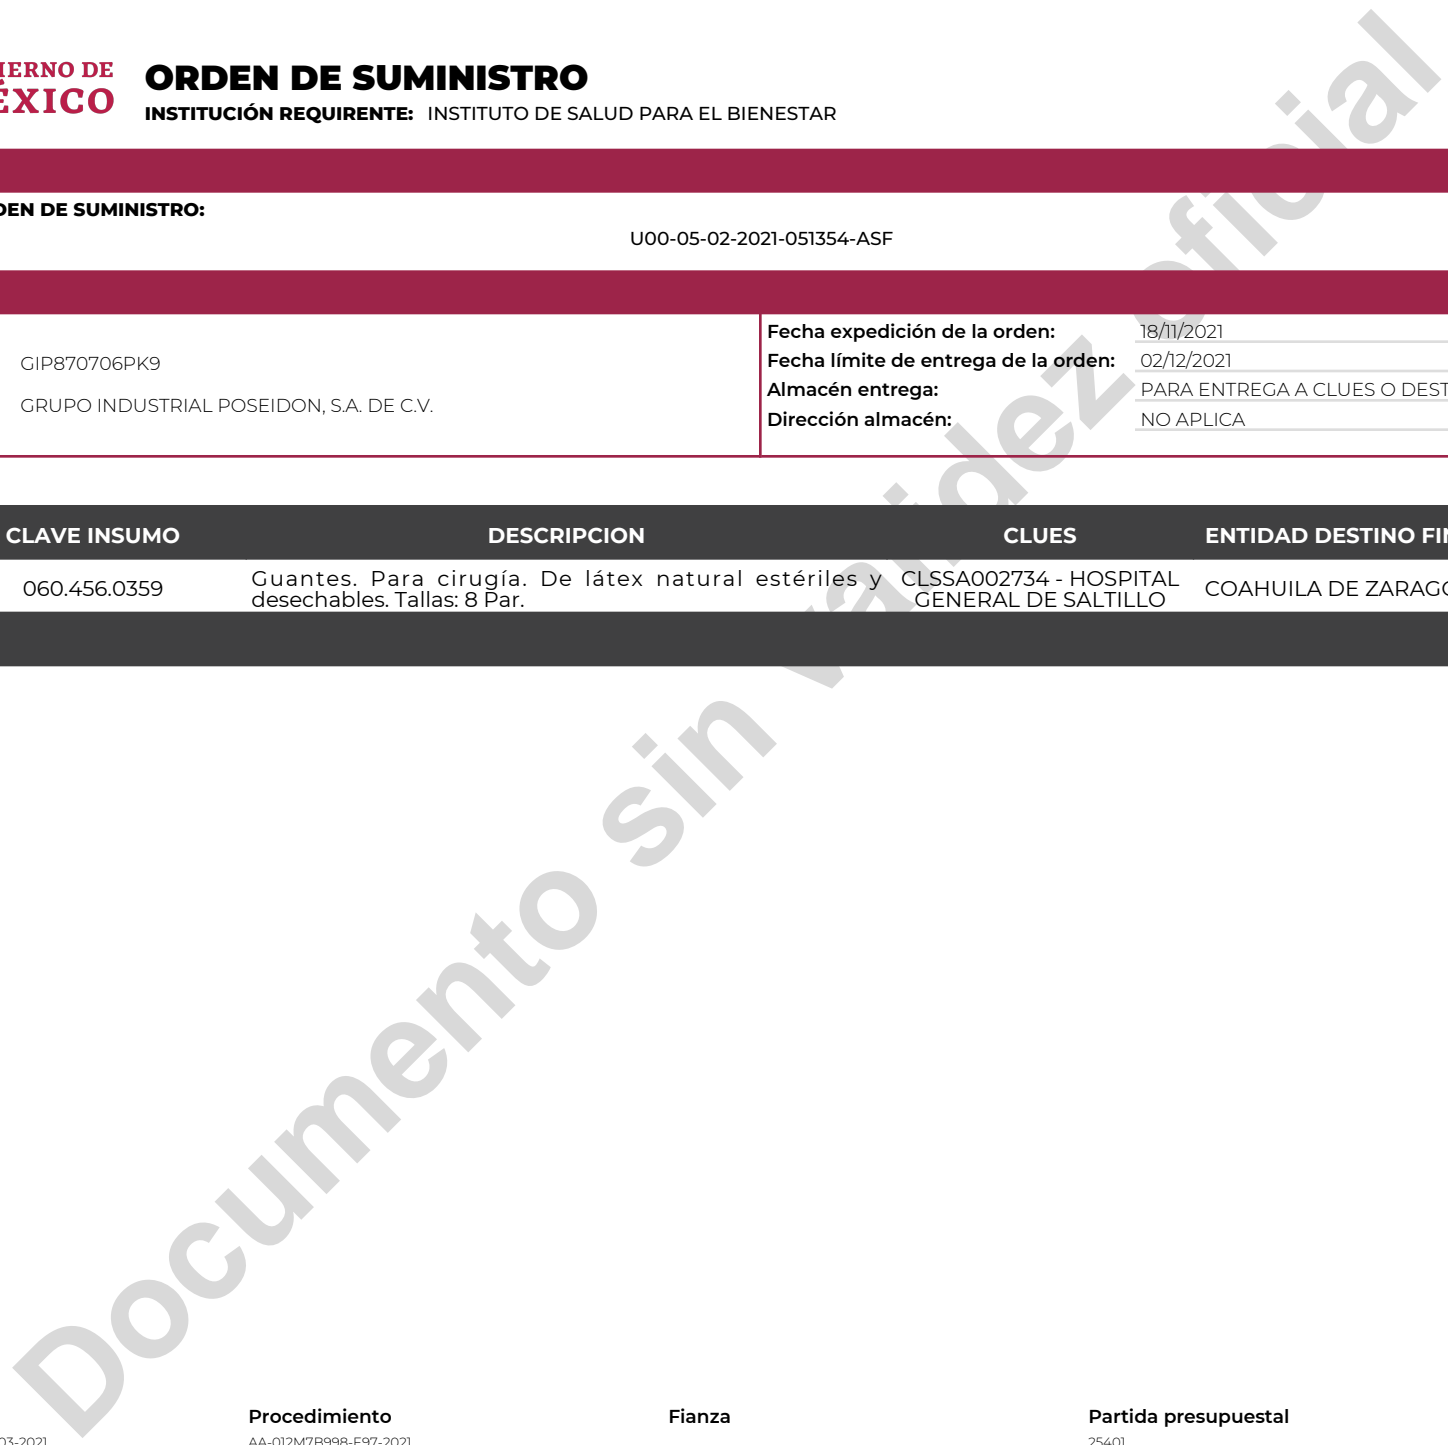 IERNO DE
ÉXICO
ORDEN DE SUMINISTRO
INSTITUCIÓN REQUIRENTE: INSTITUTO DE SALUD PARA EL BIENESTAR
DEN DE SUMINISTRO:
U00-05-02-2021-051354-ASF
GIP870706PK9
GRUPO INDUSTRIAL POSEIDON, S.A. DE C.V.
Fecha expedición de la orden: 18/11/2021
Fecha límite de entrega de la orden: 02/12/2021
Almacén entrega: PARA ENTREGA A CLUES O DEST
Dirección almacén: NO APLICA
CLAVE INSUMO DESCRIPCION CLUES ENTIDAD DESTINO FIN
060.456.0359
Guantes. Para cirugía. De látex natural estériles y
desechables. Tallas: 8 Par.
CLSSA002734 - HOSPITAL
GENERAL DE SALTILLO
COAHUILA DE ZARAGO
Documento sin validez oficial
Procedimiento Fianza Partida presupuestal
03-2021 AA-012M7B998-E97-2021 25401